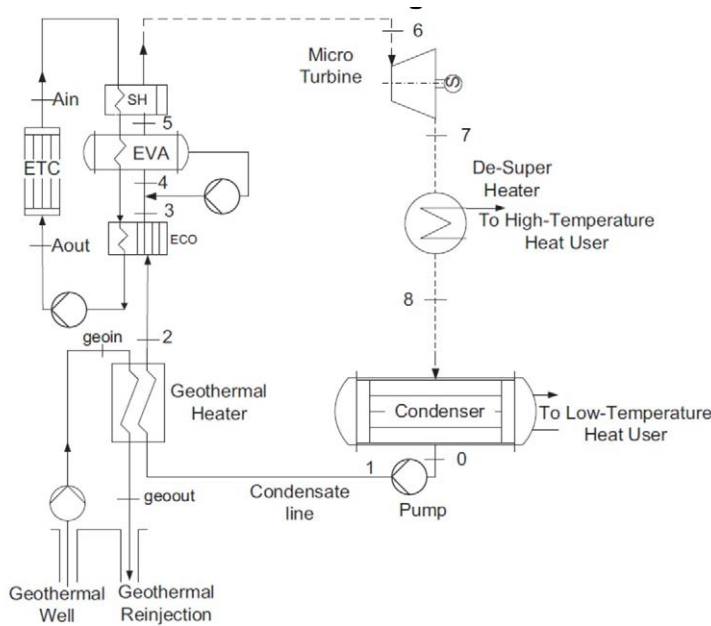 6
Micro
Turbine
S
Ain
SH
5
7
ETC
EVA
De-Super
Heater
4
3
To High-Temperature
Heat User
Aout
ECO
8
geoin
2
Geothermal
Heater
Condenser
To Low-Temperature
Heat User
1
0
geoout
Condensate
line
Pump
Geothermal
Well
Geothermal
Reinjection